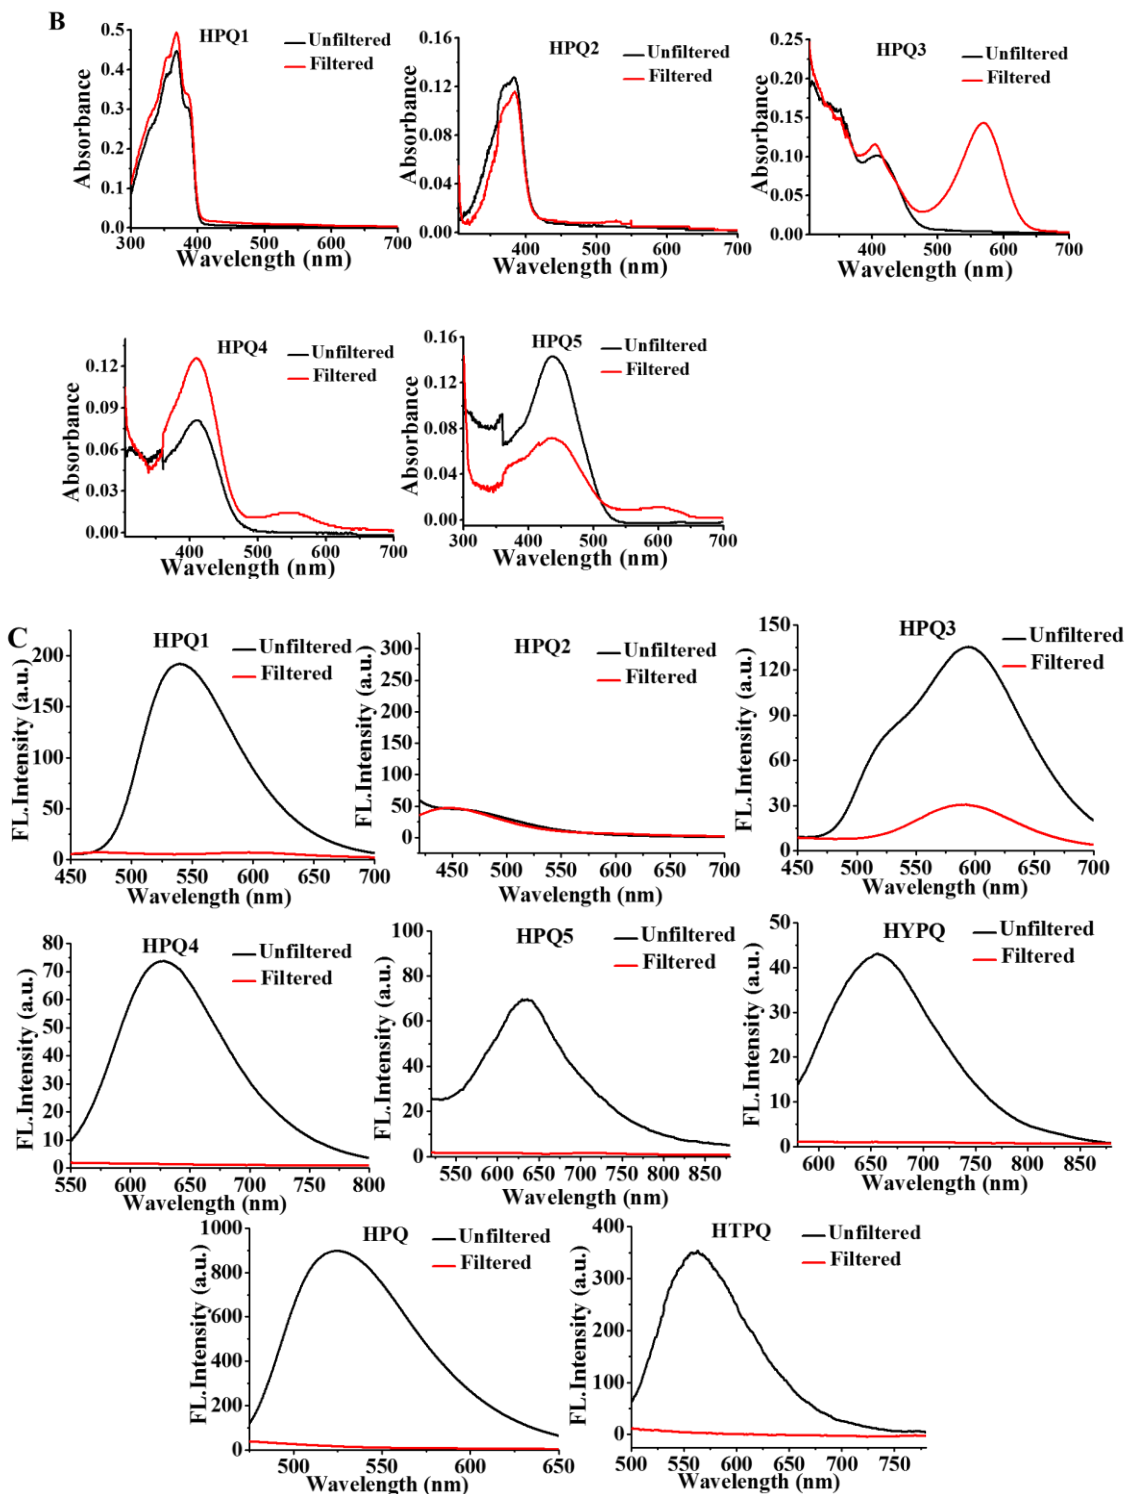 B
HPQ1
Unfiltered
Filtered
0.5
0.4
0.3
0.2
0.1
0.0
Absorbance
300 400 500 600 700
Wavelength (nm)
HPQ2
Unfiltered
Filtered
0.16
0.12
0.08
0.04
0.00
Absorbance
400 500 600 700
Wavelength (nm)
HPQ3
Unfiltered
Filtered
0.25
0.20
0.15
0.10
0.05
0.00
Absorbance
400 500 600 700
Wavelength (nm)
HPQ4
Unfiltered
Filtered
0.12
0.09
0.06
0.03
0.00
Absorbance
400 500 600 700
Wavelength (nm)
HPQ5
Unfiltered
Filtered
0.16
0.12
0.08
0.04
0.00
Absorbance
300 400 500 600 700
Wavelength (nm)
C
HPQ1
Unfiltered
Filtered
200
150
100
50
0
FL.Intensity (a.u.)
450 500 550 600 650 700
Wavelength (nm)
HPQ2
Unfiltered
Filtered
300
250
200
150
100
50
0
FL.Intensity (a.u.)
450 500 550 600 650 700
Wavelength (nm)
HPQ3
Unfiltered
Filtered
150
120
90
60
30
0
FL.Intensity (a.u.)
450 500 550 600 650 700
Wavelength (nm)
HPQ4
Unfiltered
Filtered
80
70
60
50
40
30
20
10
0
FL.Intensity (a.u.)
550 600 650 700 750 800
Wavelength (nm)
HPQ5
Unfiltered
Filtered
100
80
60
40
20
0
FL.Intensity (a.u.)
550 600 650 700 750 800 850
Wavelength (nm)
HYPQ
Unfiltered
Filtered
50
40
30
20
10
0
FL.Intensity (a.u.)
600 650 700 750 800 850
Wavelength (nm)
HPQ
Unfiltered
Filtered
1000
800
600
400
200
0
FL.Intensity (a.u.)
500 550 600 650
Wavelength (nm)
HTPQ
Unfiltered
Filtered
400
300
200
100
0
FL.Intensity (a.u.)
500 550 600 650 700 750
Wavelength (nm)